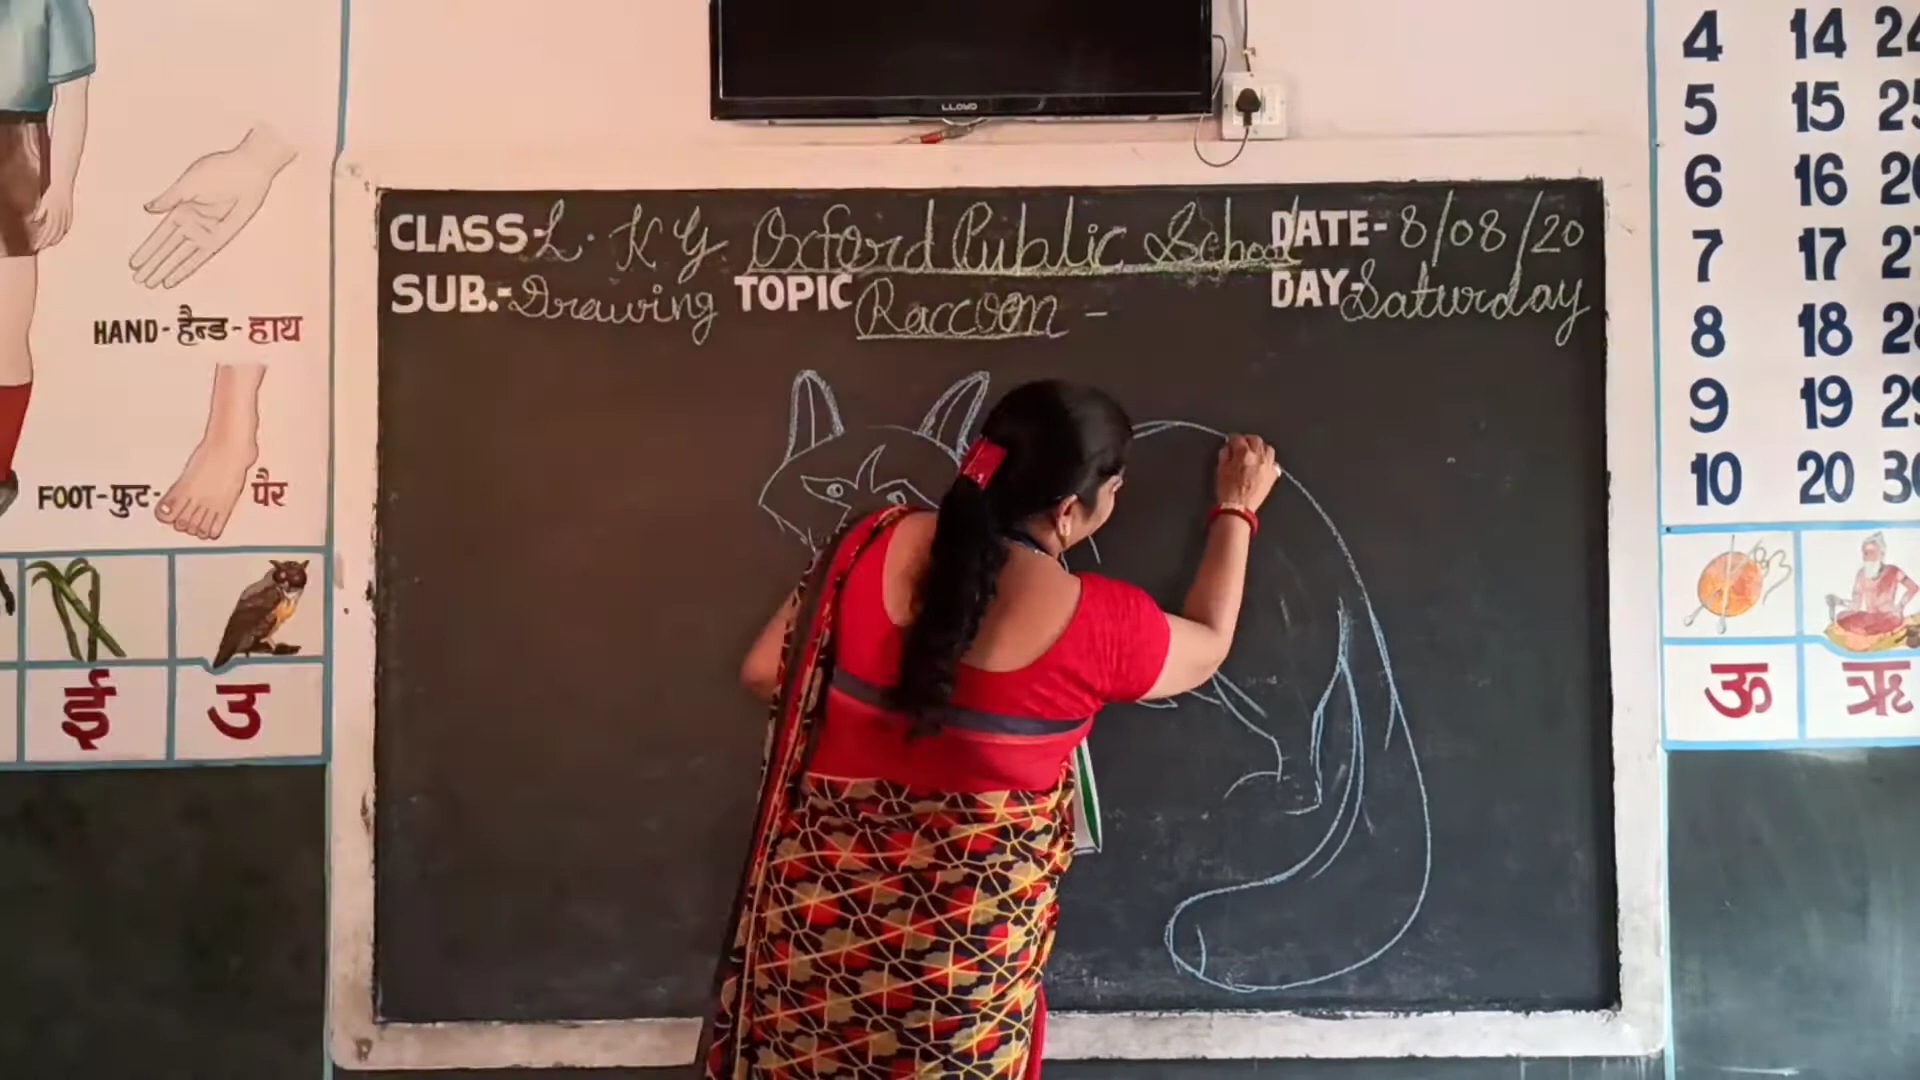 LLOYD
CLASS-L.K.G. Oxford Public School DATE-8/08/20
SUB.-Drawing TOPIC Raccoon- DAY-Saturday
HAND-हैन्ड-हाथ
FOOT-फुट-पैर
ई उ
4 14 24
5 15 25
6 16 26
7 17 27
8 18 28
9 19 29
10 20 30
ऊ ऋ